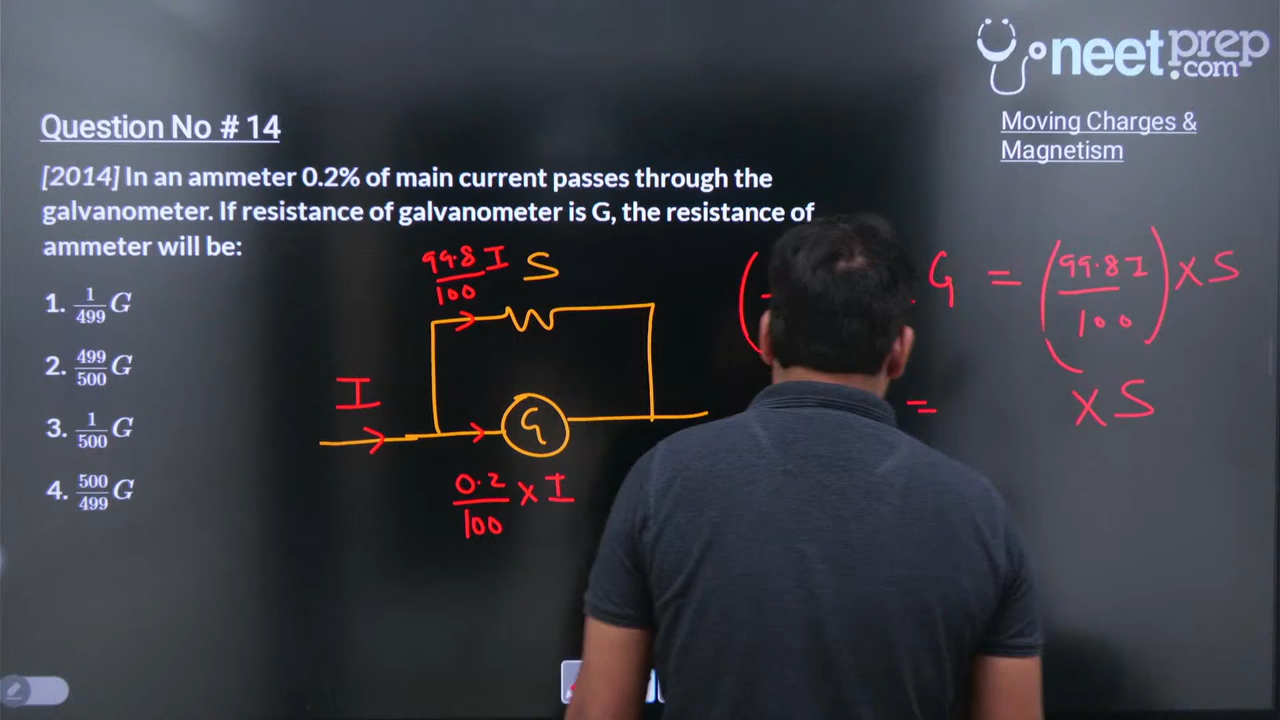 neetprep
.com
Question No # 14
Moving Charges &
Magnetism
[2014] In an ammeter 0.2% of main current passes through the
galvanometer. If resistance of galvanometer is G, the resistance of
ammeter will be:
1. 1/499 G
2. 499/500 G
3. 1/500 G
4. 500/499 G
99.8 I/100 S
I
G
0.2/100 × I
( G = (99.8 I/100) × S
= × S